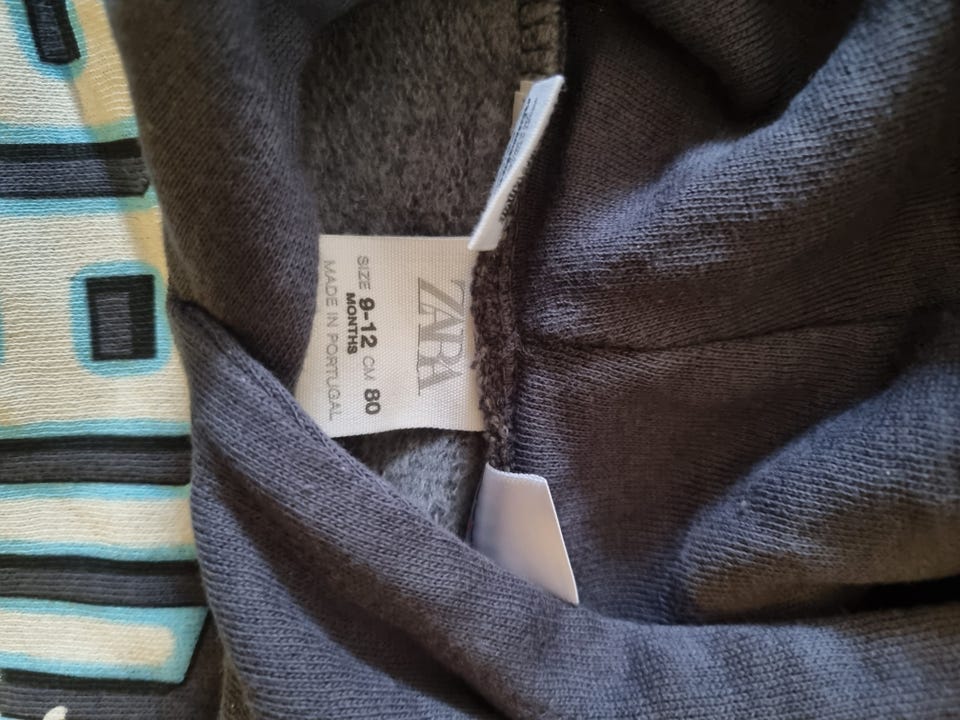 ZARA
SIZE 9-12 CM 80
MONTHS
MADE IN PORTUGAL